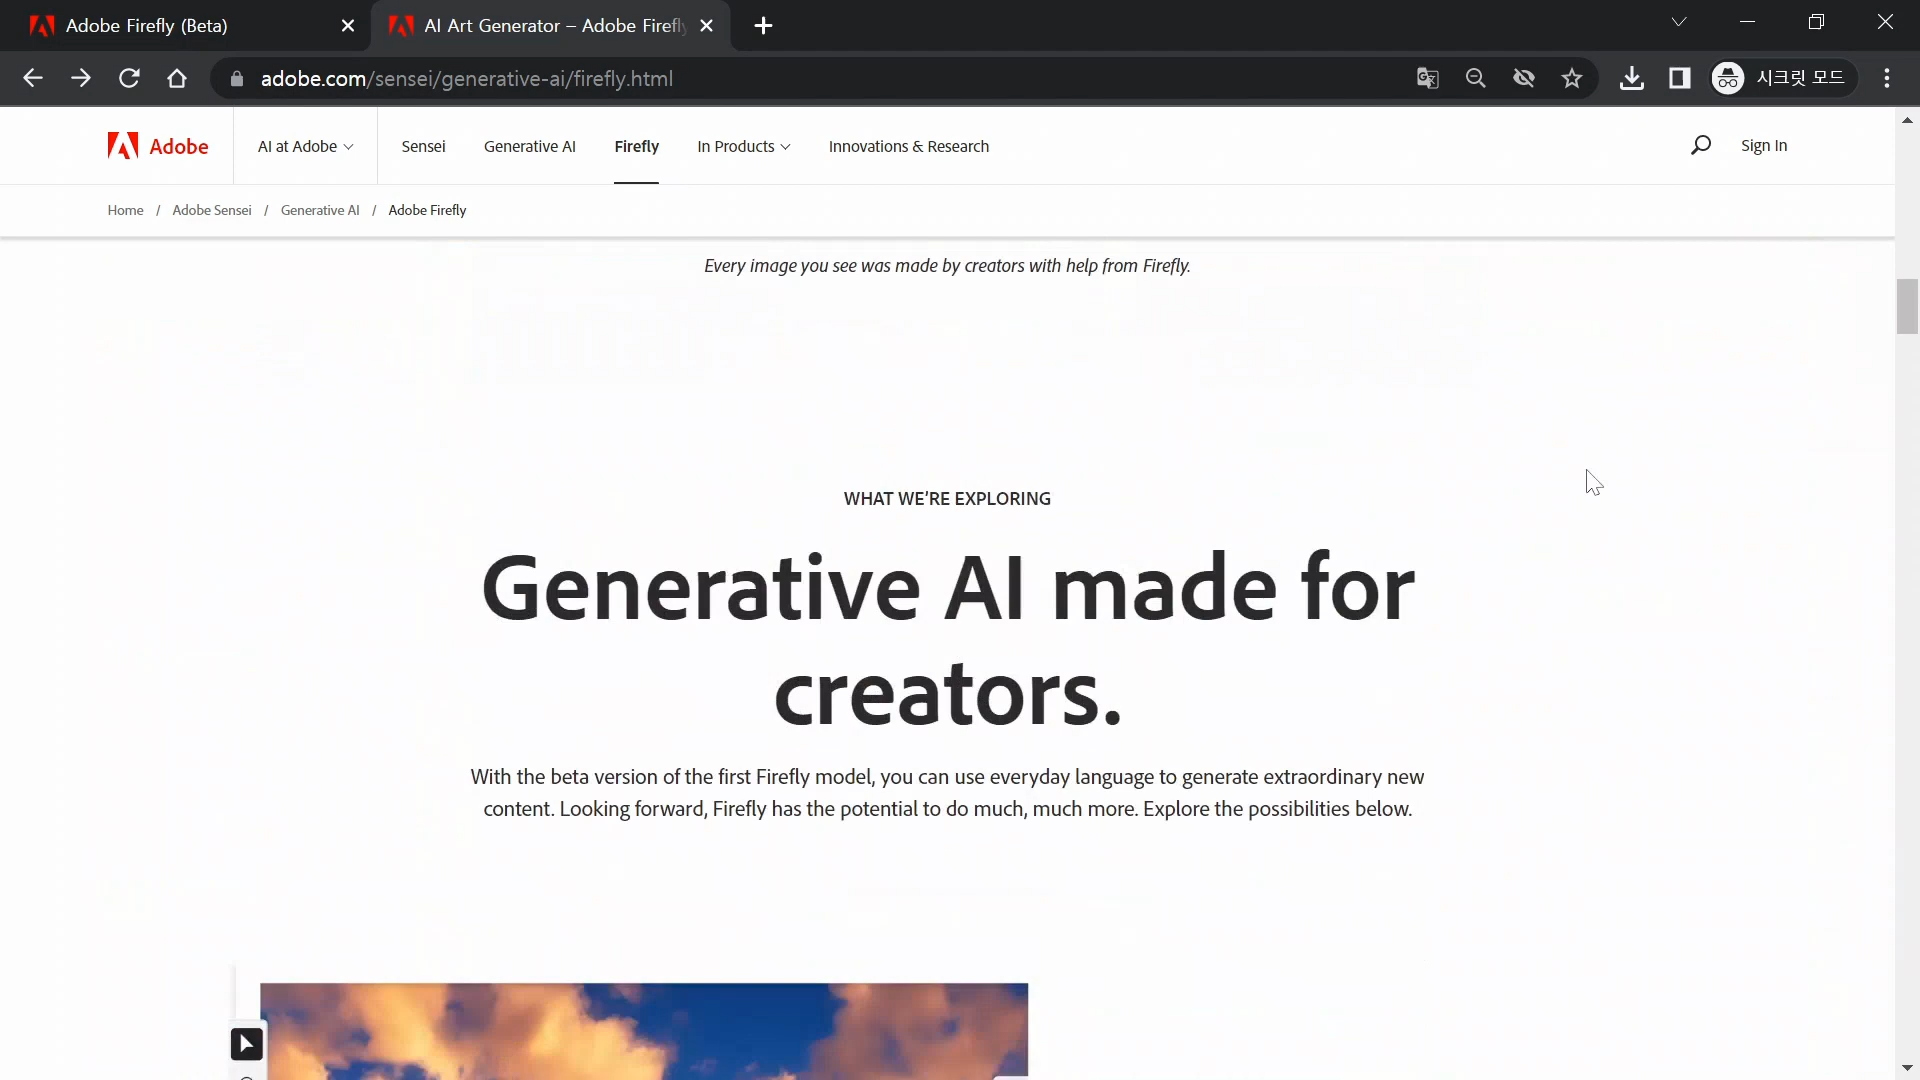 Adobe Firefly (Beta)
AI Art Generator – Adobe Firefly
adobe.com/sensei/generative-ai/firefly.html
시크릿 모드
Adobe
AI at Adobe
Sensei
Generative AI
Firefly
In Products
Innovations & Research
Sign In
Home / Adobe Sensei / Generative AI / Adobe Firefly
Every image you see was made by creators with help from Firefly.
WHAT WE'RE EXPLORING
Generative AI made for
creators.
With the beta version of the first Firefly model, you can use everyday language to generate extraordinary new
content. Looking forward, Firefly has the potential to do much, much more. Explore the possibilities below.